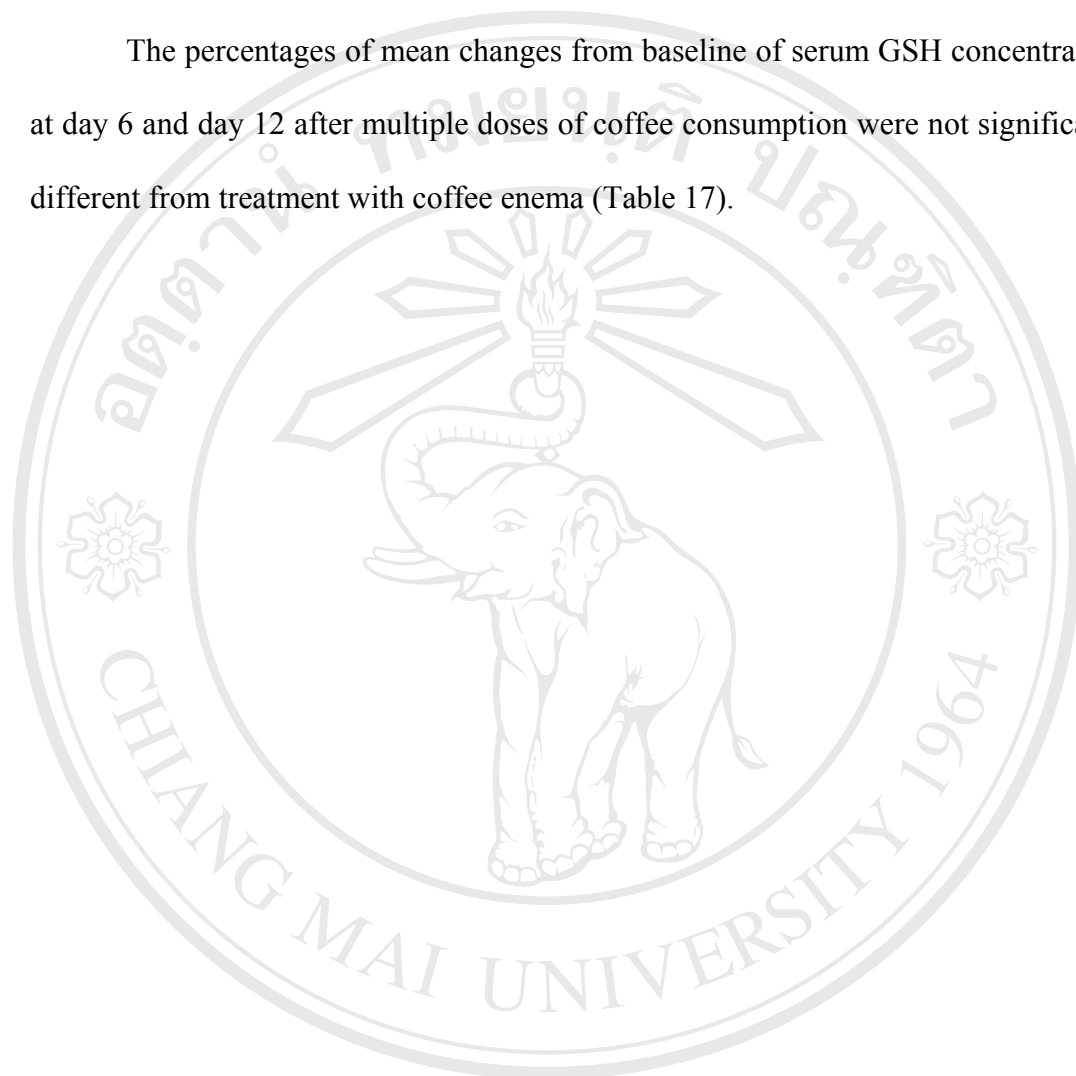 The percentages of mean changes from baseline of serum GSH concentra
at day 6 and day 12 after multiple doses of coffee consumption were not signific
different from treatment with coffee enema (Table 17).
CHIANG MAI UNIVERSITY 1964